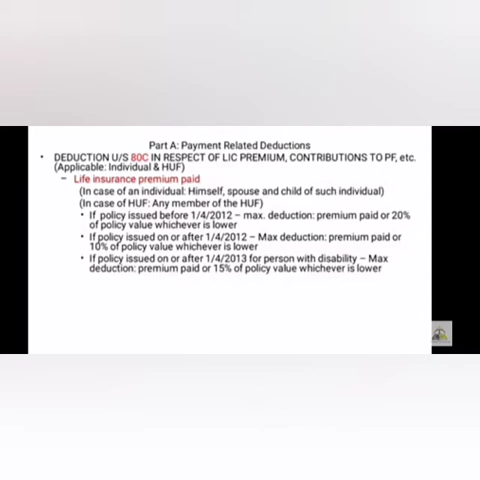 Part A: Payment Related Deductions
• DEDUCTION U/S 80C IN RESPECT OF LIC PREMIUM, CONTRIBUTIONS TO PF, etc.
(Applicable: Individual & HUF)
– Life insurance premium paid
(In case of an individual: Himself, spouse and child of such individual)
(In case of HUF: Any member of the HUF)
• If policy issued before 1/4/2012 – max. deduction: premium paid or 20%
of policy value whichever is lower
• If policy issued on or after 1/4/2012 – Max deduction: premium paid or
10% of policy value whichever is lower
• If policy issued on or after 1/4/2013 for person with disability – Max
deduction: premium paid or 15% of policy value whichever is lower